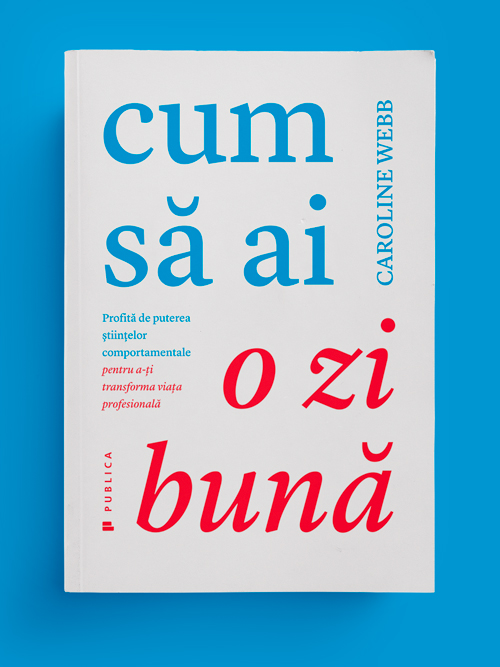 cum
să ai
CAROLINE WEBB
Profită de puterea
științelor
comportamentale
pentru a-ți
transforma viața
profesională
o zi
bună
PUBLICA